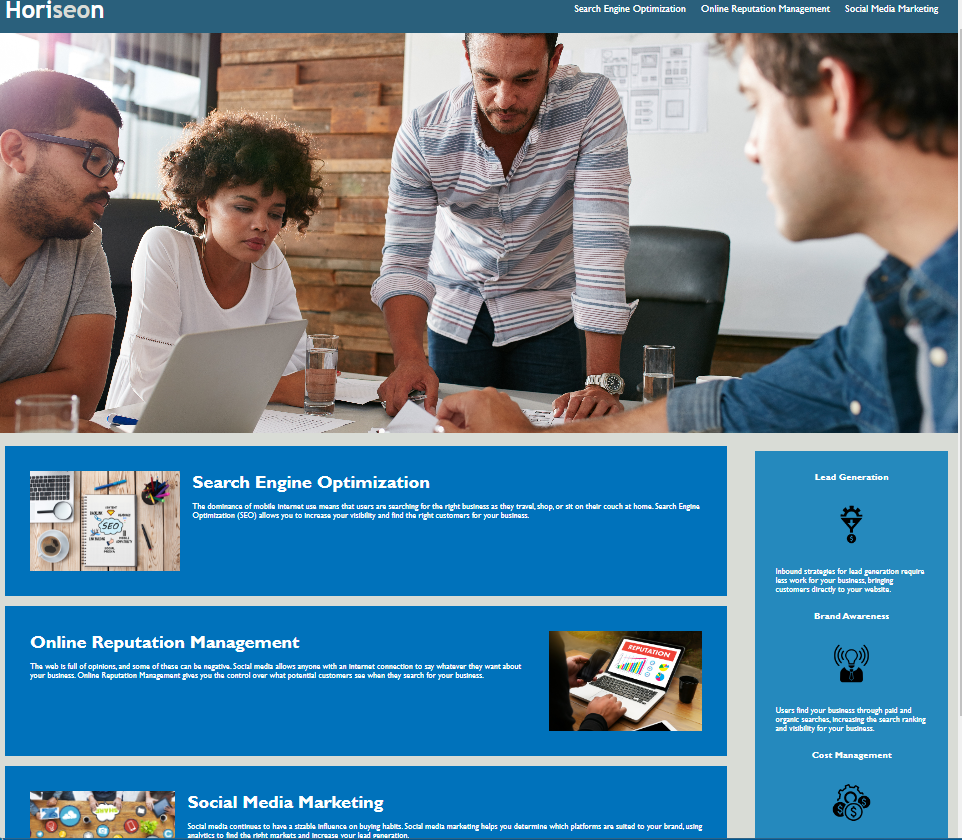 Horiseon
Search Engine Optimization Online Reputation Management Social Media Marketing
Search Engine Optimization
The dominance of mobile internet use means that users are searching for the right business as they travel, shop, or sit on their couch at home. Search Engine
Optimization (SEO) allows you to increase your visibility and find the right customers for your business.
SEO
Online Reputation Management
The web is full of opinions, and some of these can be negative. Social media allows anyone with an internet connection to say whatever they want about
your business. Online Reputation Management gives you the control over what potential customers see when they search for your business.
REPUTATION
Social Media Marketing
Social media continues to have a sizable influence on buying habits. Social media marketing helps you determine which platforms are suited to your brand, using
analytics to find the right markets and increase your lead generation.
Lead Generation
Inbound strategies for lead generation require
less work for your business, bringing
customers directly to your website.
Brand Awareness
Users find your business through paid and
organic searches, increasing the search ranking
and visibility for your business.
Cost Management